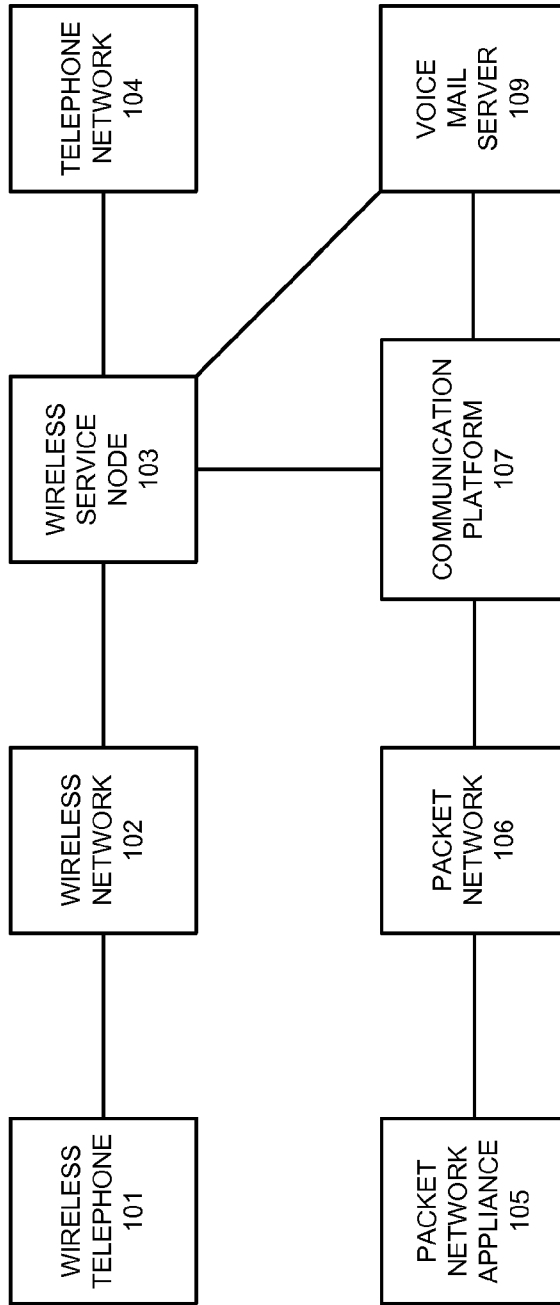 WIRELESS
TELEPHONE
101
WIRELESS
NETWORK
102
WIRELESS
SERVICE
NODE
103
TELEPHONE
NETWORK
104
PACKET
NETWORK
APPLIANCE
105
PACKET
NETWORK
106
COMMUNICATION
PLATFORM
107
VOICE
MAIL
SERVER
109